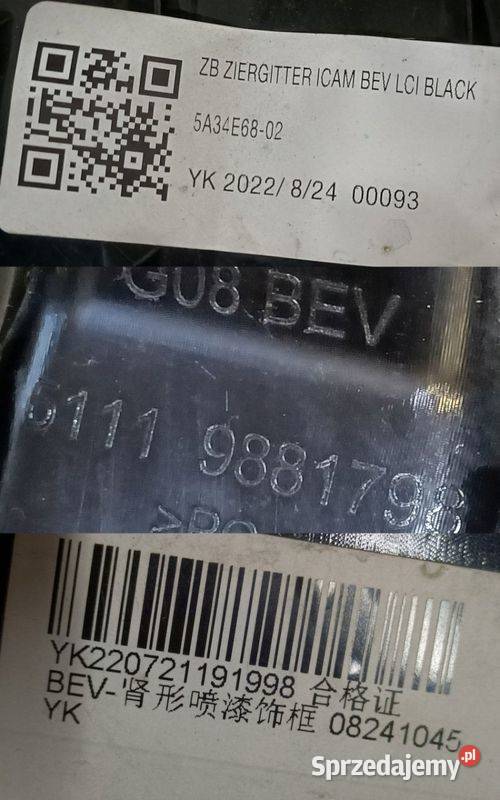 ZB ZIERGITTER ICAM BEV LCI BLACK
5A34E68-02
YK 2022/ 8/24 00093
G08 BEV
5111 9881798
>PO
YK220721191998 合格证
BEV-肾形喷漆饰框 08241045
YK
Sprzedajemy.pl